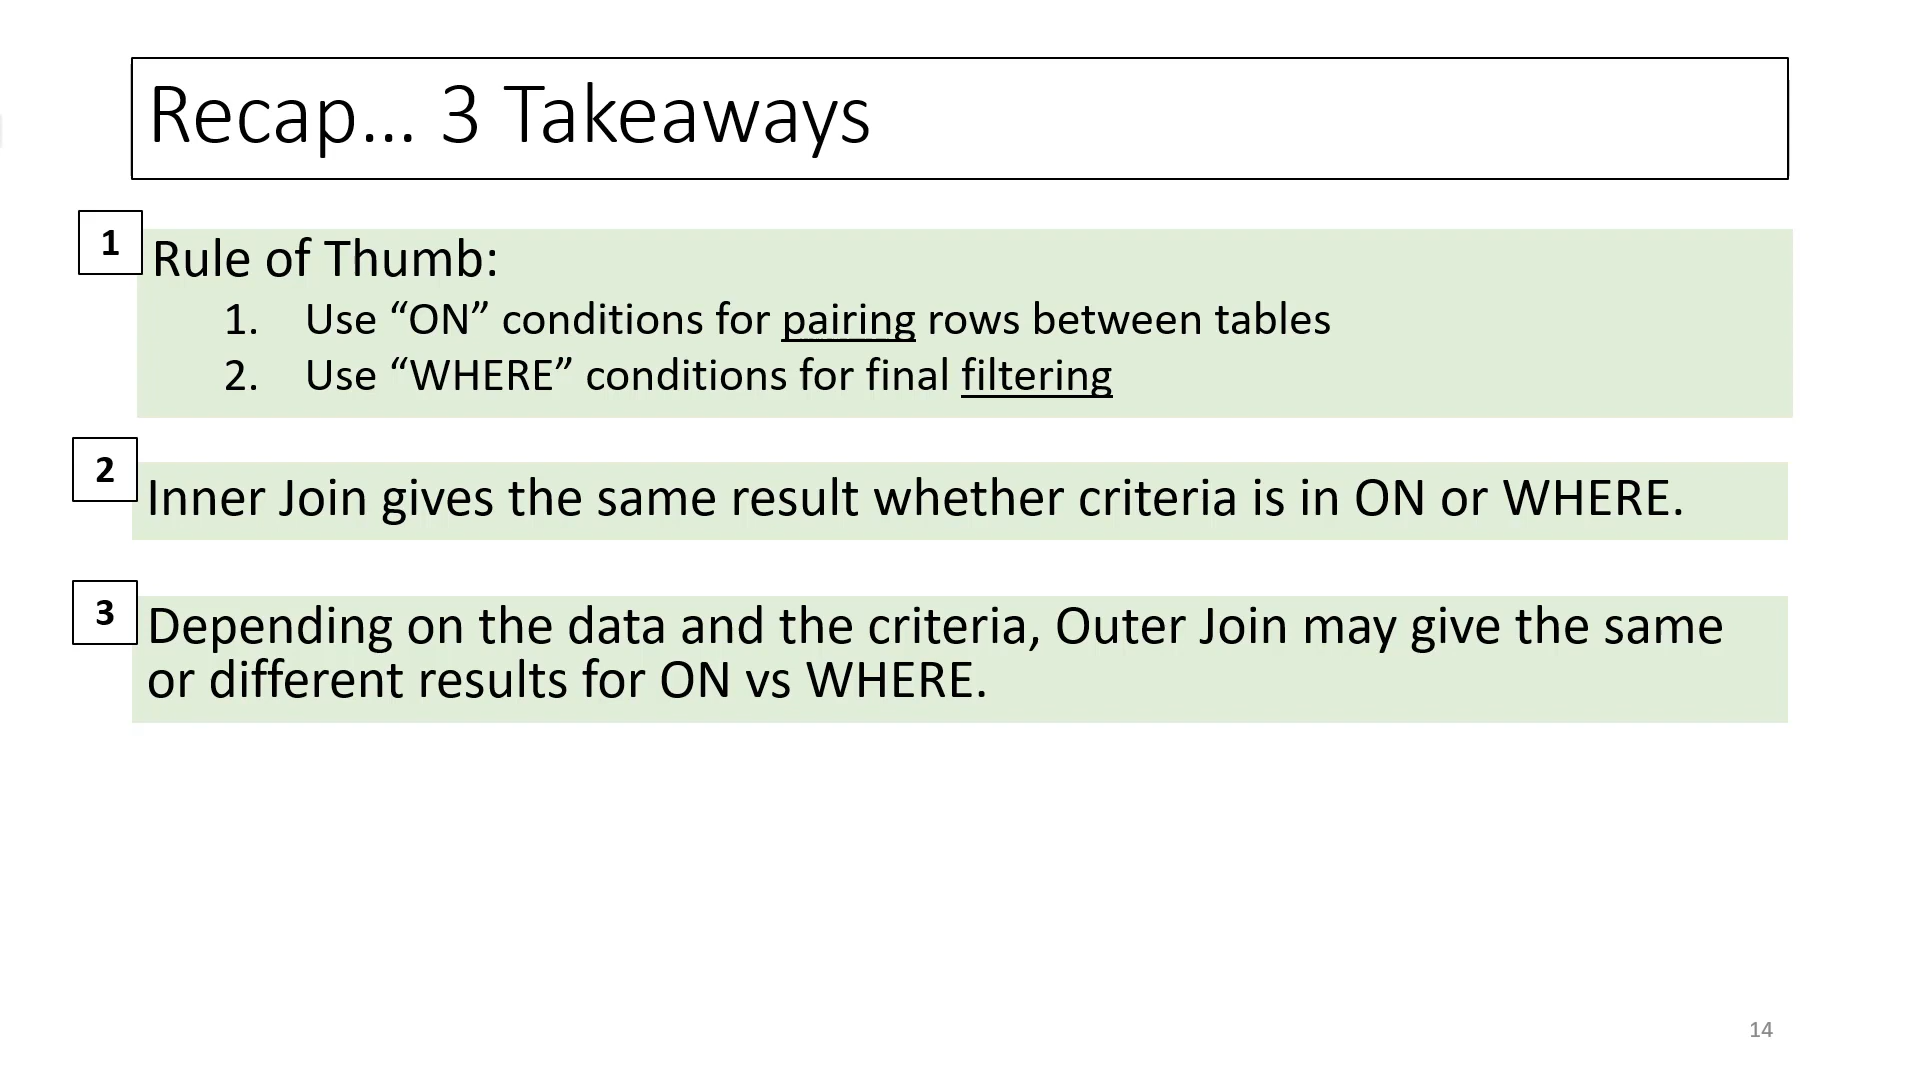 Recap… 3 Takeaways
1
Rule of Thumb:
1. Use “ON” conditions for pairing rows between tables
2. Use “WHERE” conditions for final filtering
2
Inner Join gives the same result whether criteria is in ON or WHERE.
3
Depending on the data and the criteria, Outer Join may give the same
or different results for ON vs WHERE.
14